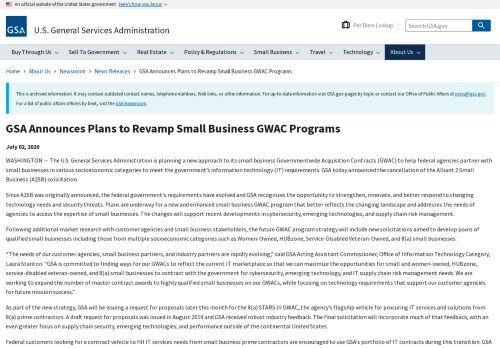 An official website of the United States government Here's how you know
GSA
U.S. General Services Administration
Per Diem Lookup
Search GSA.gov
Buy Through Us
Sell To Government
Real Estate
Policy & Regulations
Small Business
Travel
Technology
About Us
Home › About Us › Newsroom › News Releases › GSA Announces Plans to Revamp Small Business GWAC Programs
This is archived information. It may contain outdated contact names, telephone numbers, Web links, or other information. For up-to-date information visit GSA.gov pages by topic or contact our Office of Public Affairs at press@gsa.gov.
For a list of public affairs officers by beat, visit the GSA Newsroom.
GSA Announces Plans to Revamp Small Business GWAC Programs
July 02, 2020
WASHINGTON — The U.S. General Services Administration is planning a new approach to its small business Governmentwide Acquisition Contracts (GWAC) to help federal agencies partner with
small businesses in various socioeconomic categories to meet the government's information technology (IT) requirements. GSA today announced the cancellation of the Alliant 2 Small
Business (A2SB) solicitation.
Since A2SB was originally announced, the federal government's requirements have evolved and GSA recognizes the opportunity to strengthen, innovate, and better respond to changing
technology needs and security threats. Plans are underway for a new and enhanced small business GWAC program that better reflects the changing landscape and addresses the needs of
agencies to access the expertise of small businesses. The changes will support recent developments in cybersecurity, emerging technologies, and supply chain risk management.
Following additional market research with customer agencies and small business stakeholders, the future GWAC program strategy will include new solicitations aimed to develop pools of
qualified small businesses including those from multiple socioeconomic categories such as Women-Owned, HUBzone, Service-Disabled Veteran-Owned, and 8(a) small businesses.
"The needs of our customer agencies, small business partners, and industry partners are rapidly evolving," said GSA Acting Assistant Commissioner, Office of Information Technology Category,
Laura Stanton. "GSA is committed to finding ways for our GWACs to reflect the current IT marketplace so that we can maximize the opportunities for small and women-owned, HUBzone,
service-disabled veteran-owned, and 8(a) small businesses to contract with the government for cybersecurity, emerging technology, and IT supply chain risk management needs. We are
working to expand the number of master contract awards to highly qualified small businesses on our GWACs, while focusing on technology requirements that support our customer agencies
for future mission success."
As part of the new strategy, GSA will be issuing a request for proposals later this month for the 8(a) STARS III GWAC, the agency's flagship vehicle for procuring IT services and solutions from
8(a) prime contractors. A draft request for proposals was issued in August 2019 and GSA received robust industry feedback. The final solicitation will incorporate much of that feedback, with an
even greater focus on supply chain security, emerging technologies, and performance outside of the continental United States.
Federal customers looking for a contract vehicle to fill IT services needs from small business prime contractors are encouraged to use GSA's portfolio of IT contracts during this transition. GSA